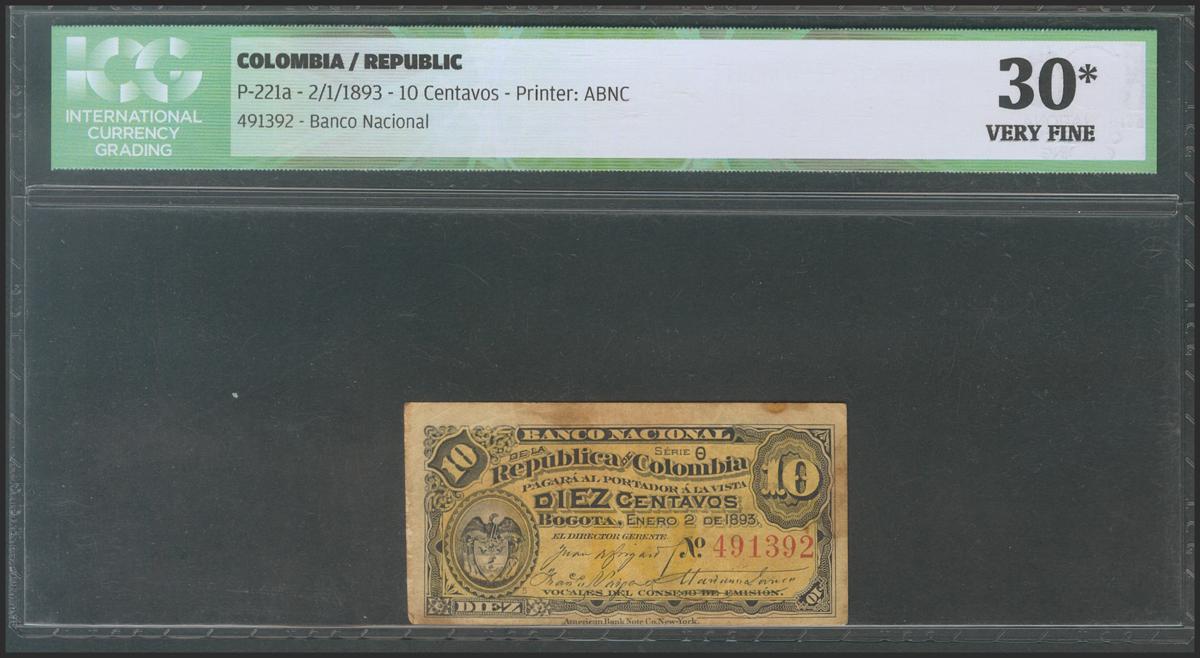 ICG
INTERNATIONAL
CURRENCY
GRADING
COLOMBIA / REPUBLIC
P-221a - 2/1/1893 - 10 Centavos - Printer: ABNC
491392 - Banco Nacional
30*
VERY FINE
BANCO NACIONAL
DE LA
SÉRIE O
República de Colombia
10
10
PAGARÁ AL PORTADOR Á LA VISTA
DIEZ CENTAVOS
BOGOTA, ENERO 2 DE 1893.
EL DIRECTOR GERENTE
No. 491392
VOCALES DEL CONSEJO DE EMISIÓN.
DIEZ
10
American Bank Note Co. New-York.